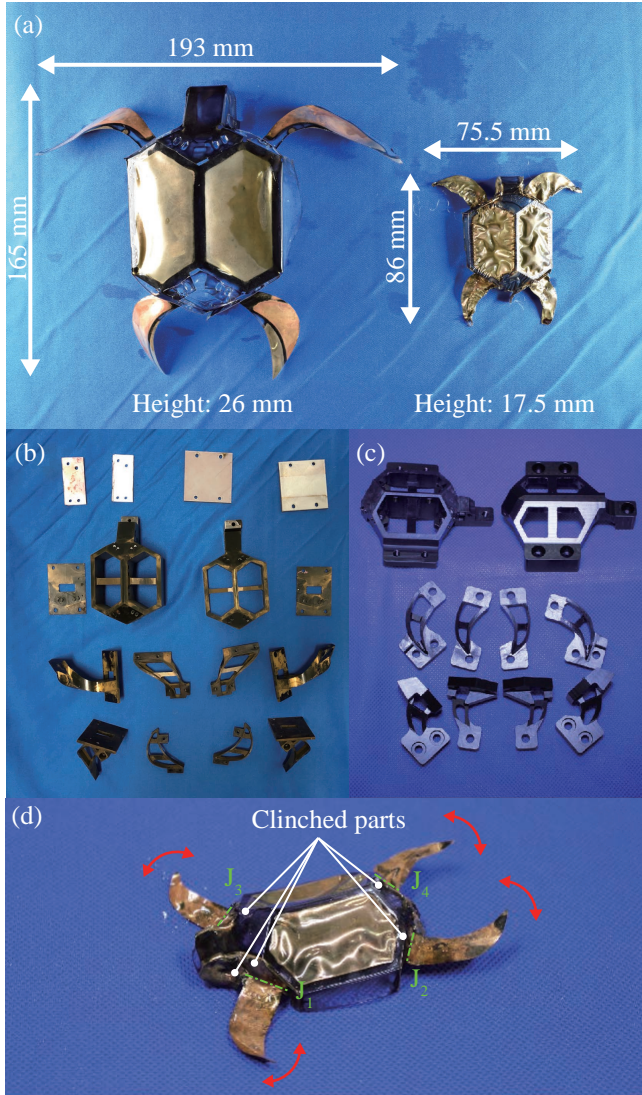 (a)
193 mm
75.5 mm
165 mm
86 mm
Height: 26 mm
Height: 17.5 mm
(b)
(c)
(d)
Clinched parts
J3
J4
J1
J2